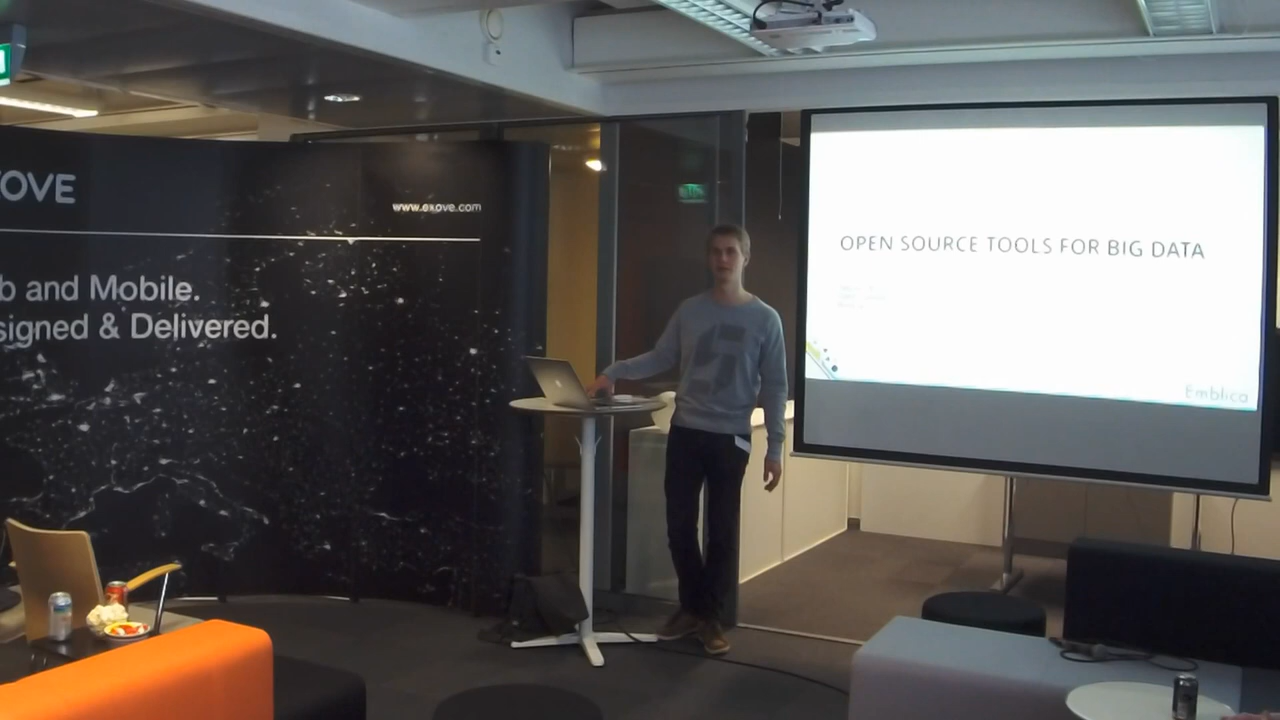 OVE
www.exove.com
b and Mobile.
signed & Delivered.
OPEN SOURCE TOOLS FOR BIG DATA
Emblica